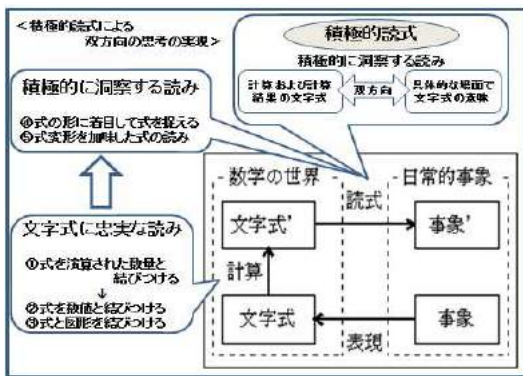 <積極的読式による
双方向の思考の実現>
積極的読式
積極的に洞察する読み
計算および計算
結果の文字式
双方向
具体的な場面で
文字式の意味
積極的に洞察する読み
④式の形に着目して式を捉える
⑤式変形を加味した式の読み
文字式に忠実な読み
①式を演算された数量と
結びつける
↓
②式を数値と結びつける
③式と図形を結びつける
数学の世界
日常的事象
読式
文字式'
事象'
計算
文字式
事象
表現